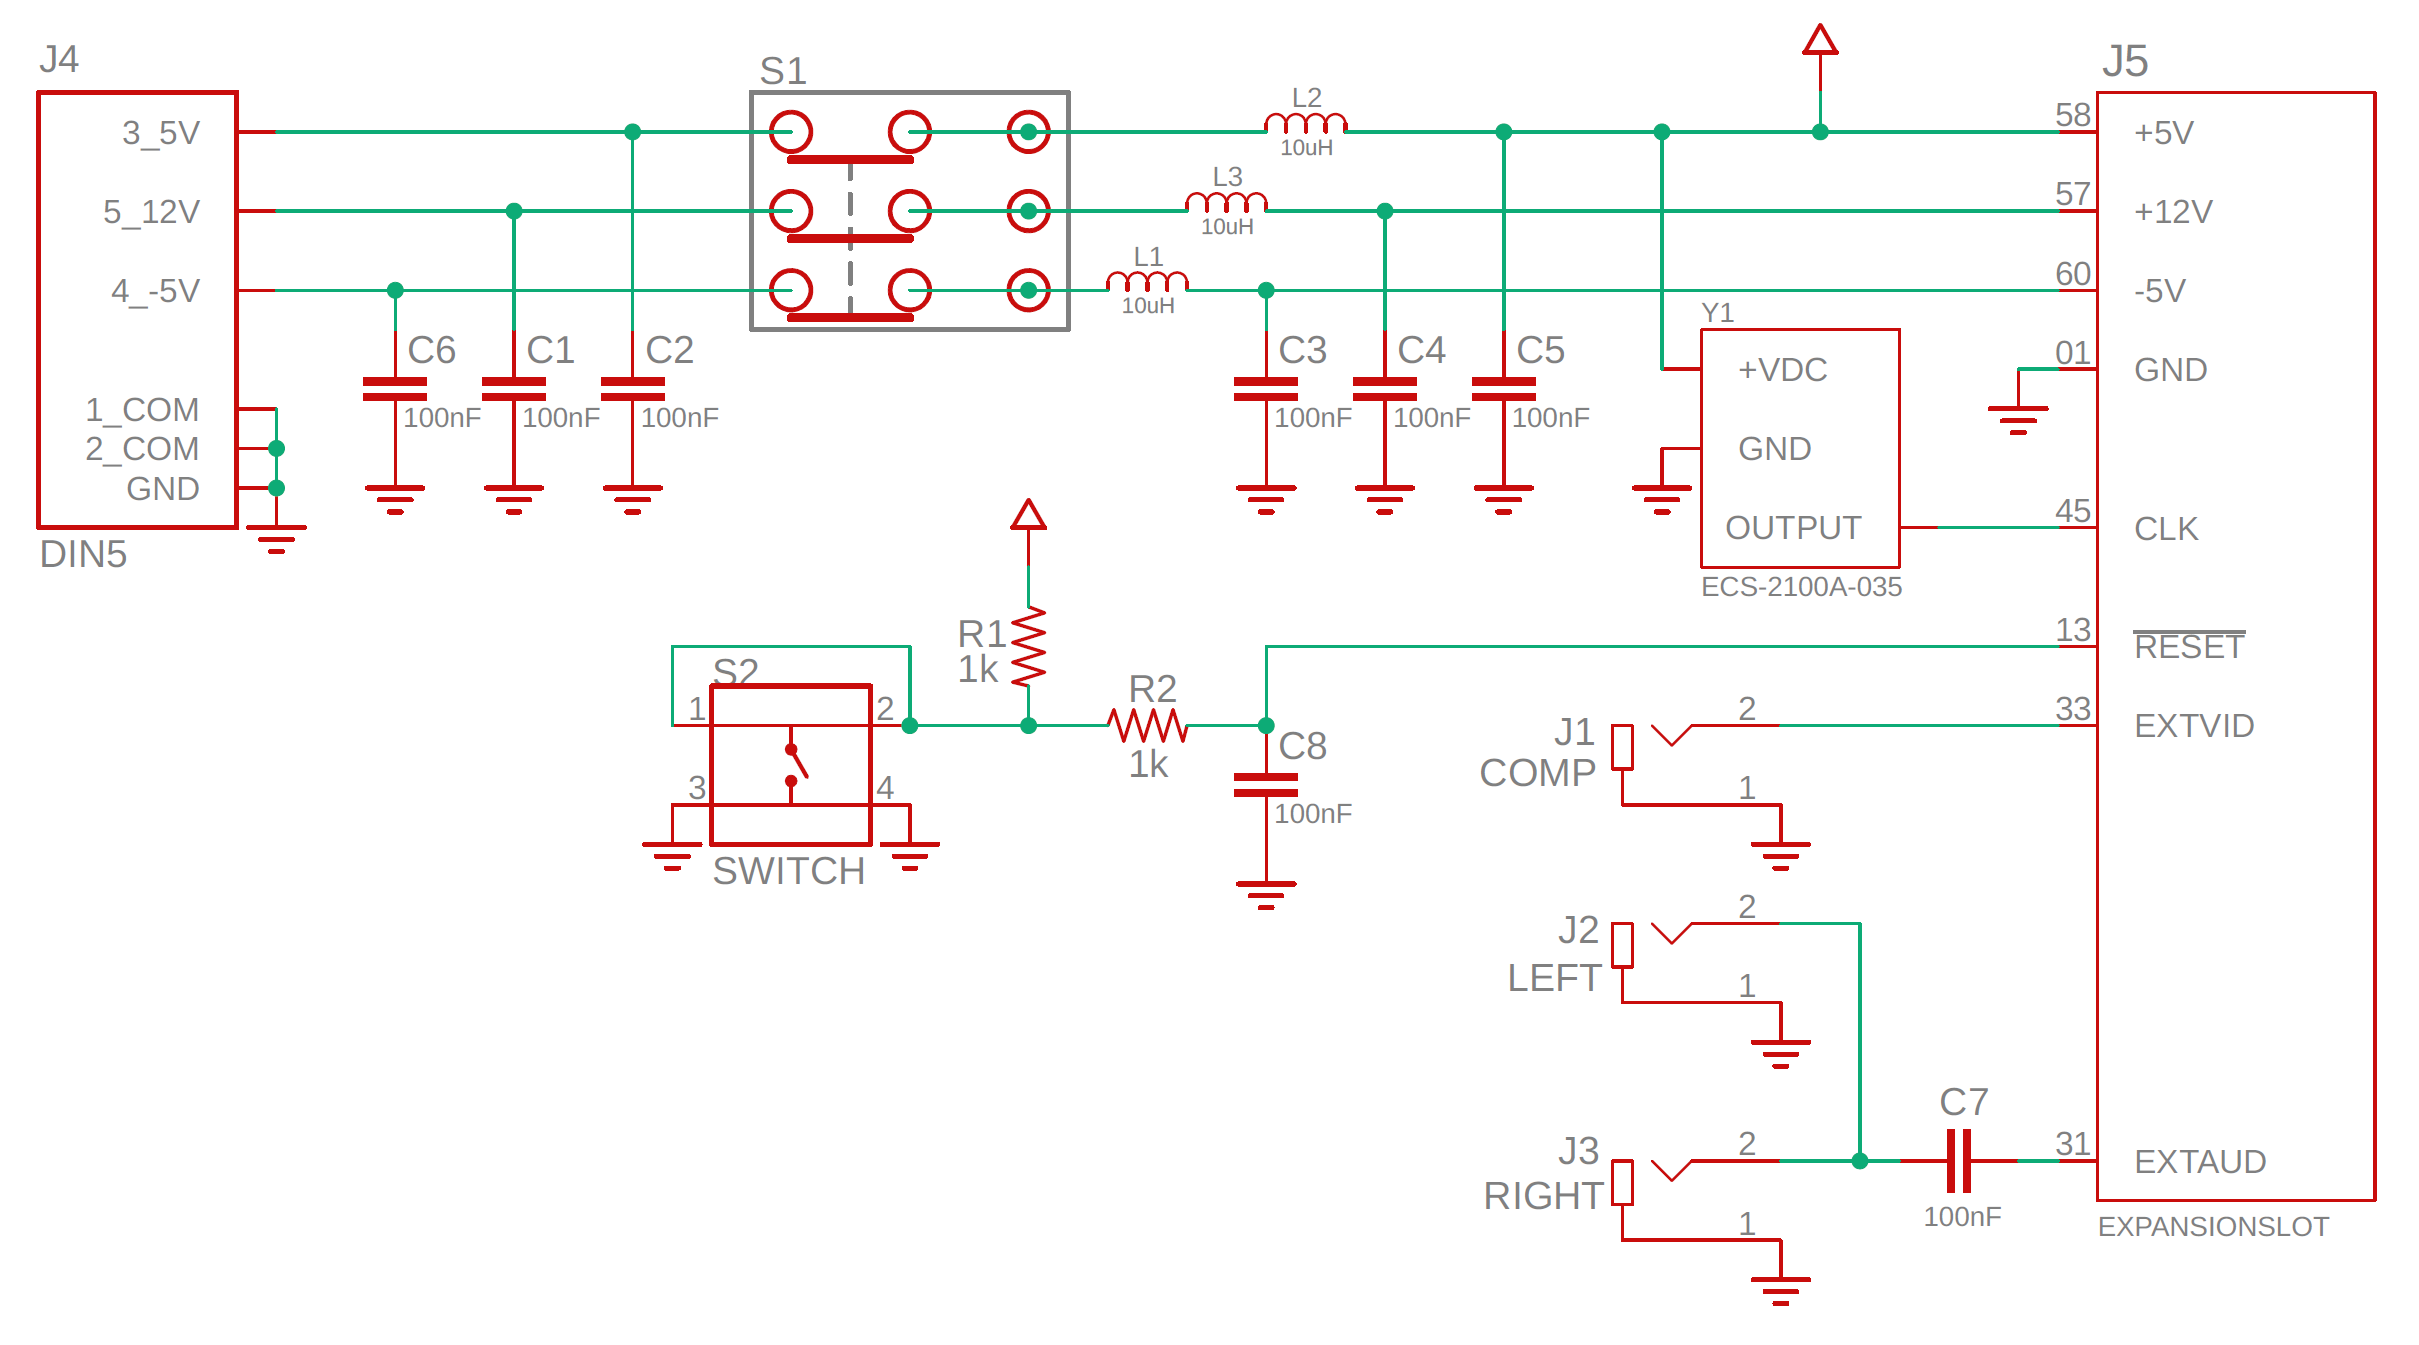 J4
3_5V
5_12V
4_-5V
1_COM
2_COM
GND
DIN5
C6
100nF
C1
100nF
C2
100nF
S1
L2
10uH
L3
10uH
L1
10uH
C3
100nF
C4
100nF
C5
100nF
Y1
+VDC
GND
OUTPUT
ECS-2100A-035
J5
58
+5V
57
+12V
60
-5V
01
GND
45
CLK
13
RESET
33
EXTVID
31
EXTAUD
EXPANSIONSLOT
S2
1
2
3
4
SWITCH
R1
1k
R2
1k
C8
100nF
J1
COMP
2
1
J2
LEFT
2
1
J3
RIGHT
2
1
C7
100nF